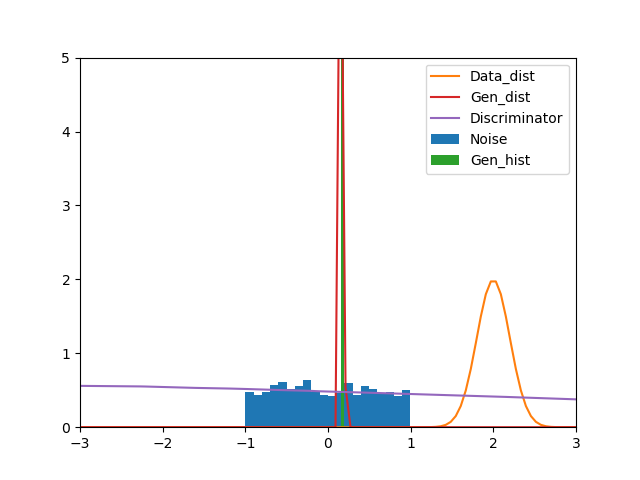 5
4
3
2
1
0
−3
−2
−1
0
1
2
3
Data_dist
Gen_dist
Discriminator
Noise
Gen_hist